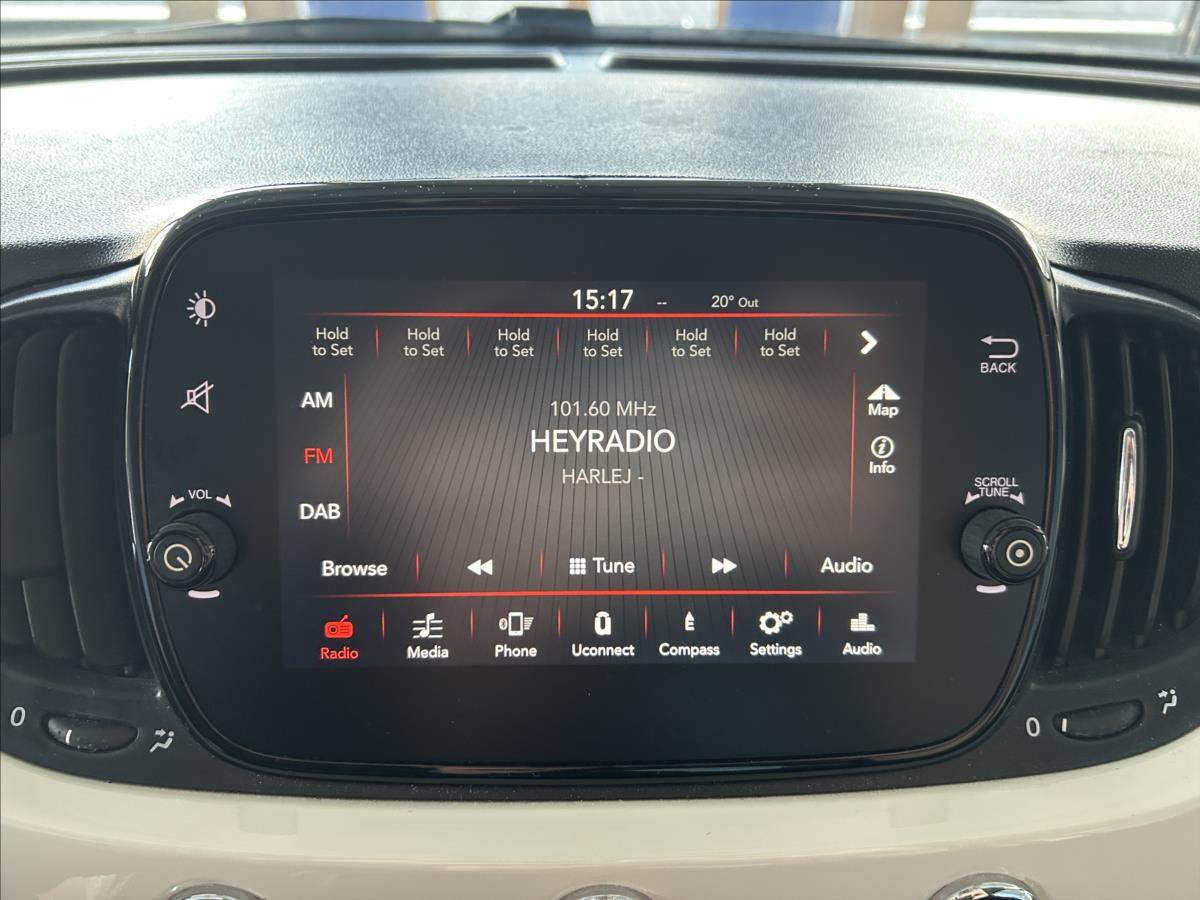 15:17 -- 20° Out
Hold to Set
Hold to Set
Hold to Set
Hold to Set
Hold to Set
Hold to Set
BACK
AM
FM
DAB
101.60 MHz
HEYRADIO
HARLEJ -
Map
i
Info
VOL
SCROLL
TUNE
Browse
Tune
Audio
Radio
Media
Phone
Uconnect
Compass
Settings
Audio
0
0